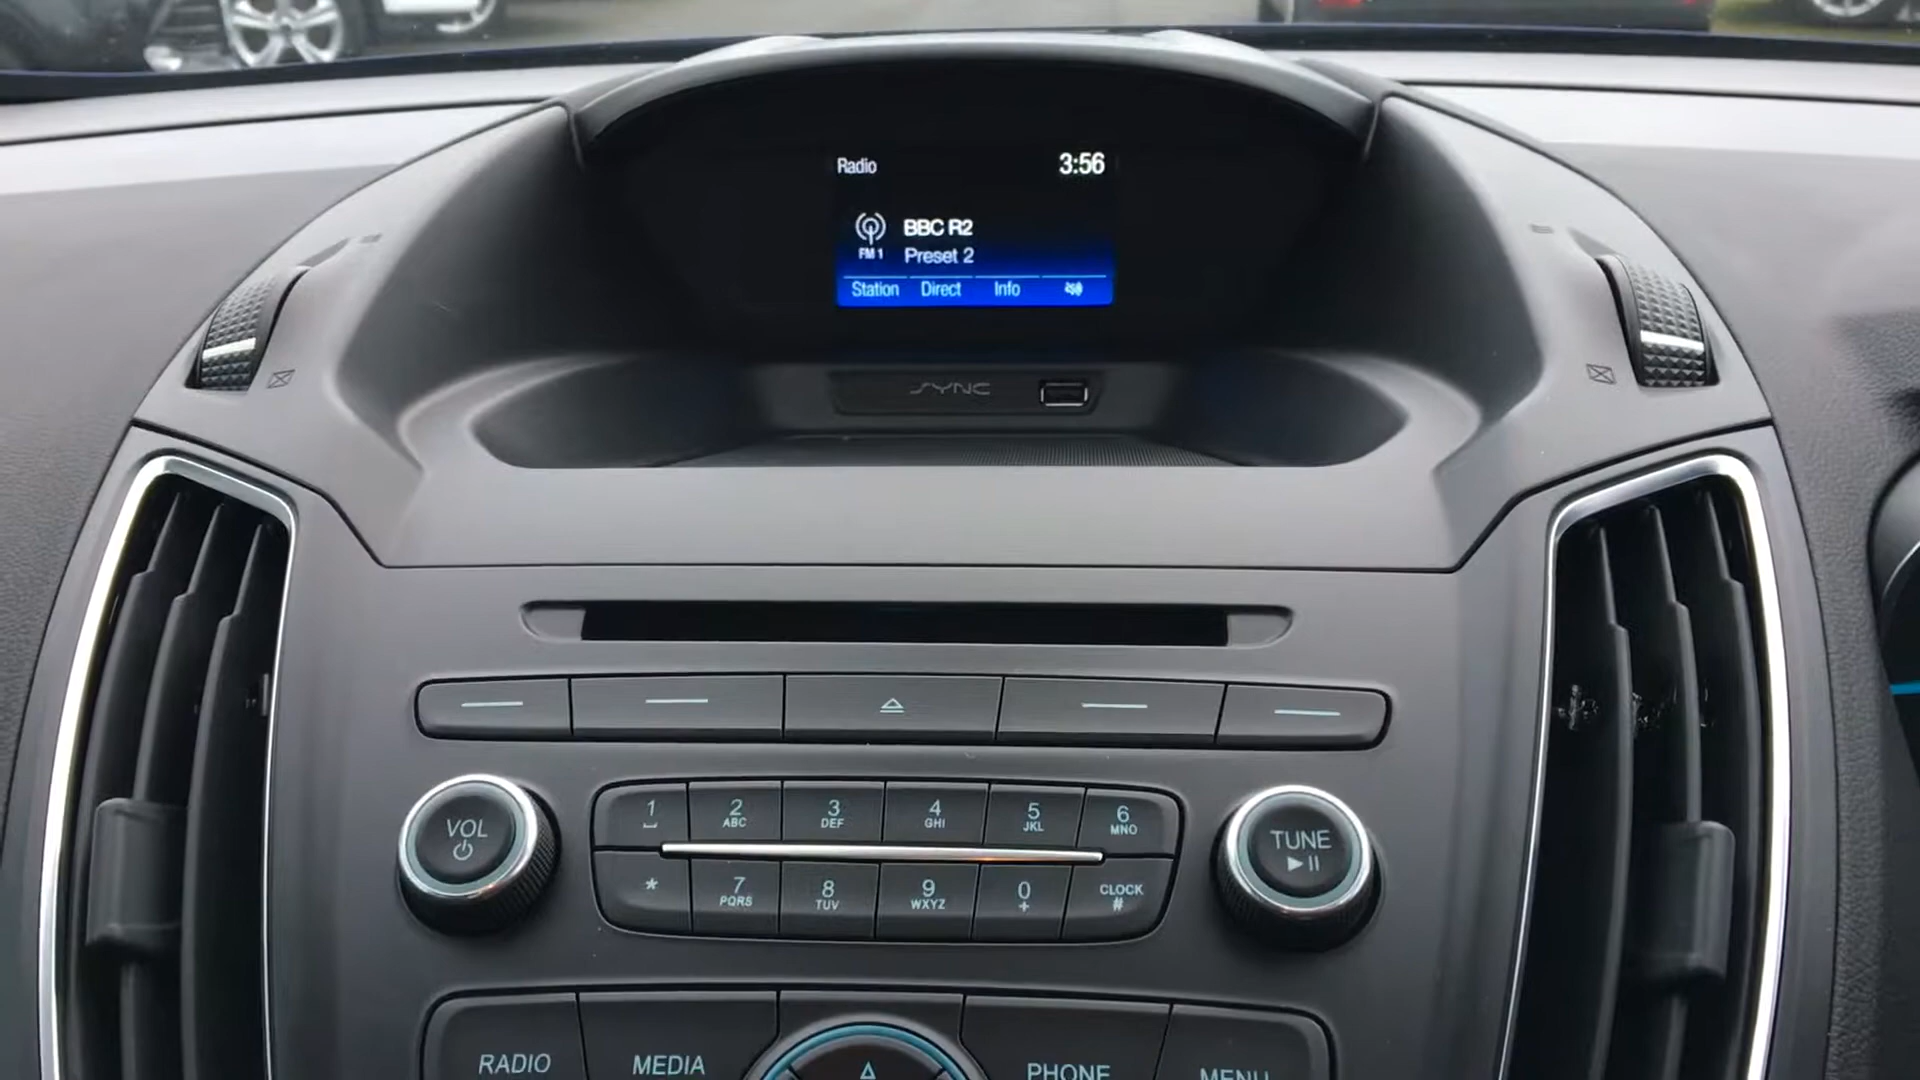 Radio 3:56
BBC R2
FM 1 Preset 2
Station Direct Info
SYNC
VOL
1 2 ABC 3 DEF 4 GHI 5 JKL 6 MNO
TUNE
* 7 PQRS 8 TUV 9 WXYZ 0 + CLOCK #
RADIO MEDIA PHONE MENU